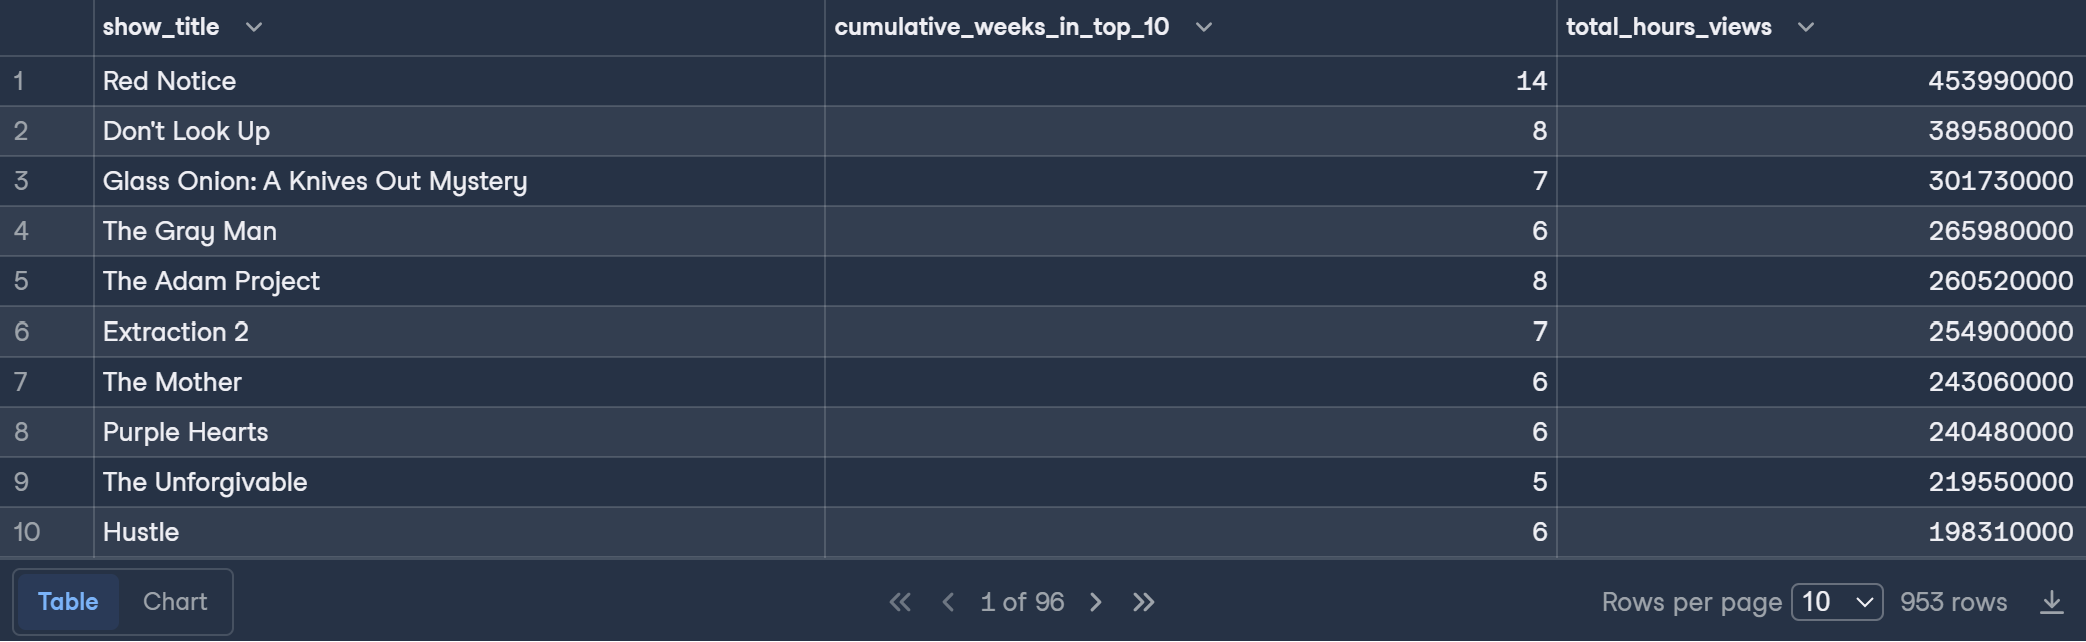 show_title cumulative_weeks_in_top_10 total_hours_views
1 Red Notice 14 453990000
2 Don't Look Up 8 389580000
3 Glass Onion: A Knives Out Mystery 7 301730000
4 The Gray Man 6 265980000
5 The Adam Project 8 260520000
6 Extraction 2 7 254900000
7 The Mother 6 243060000
8 Purple Hearts 6 240480000
9 The Unforgivable 5 219550000
10 Hustle 6 198310000
Table Chart 1 of 96 Rows per page 10 953 rows